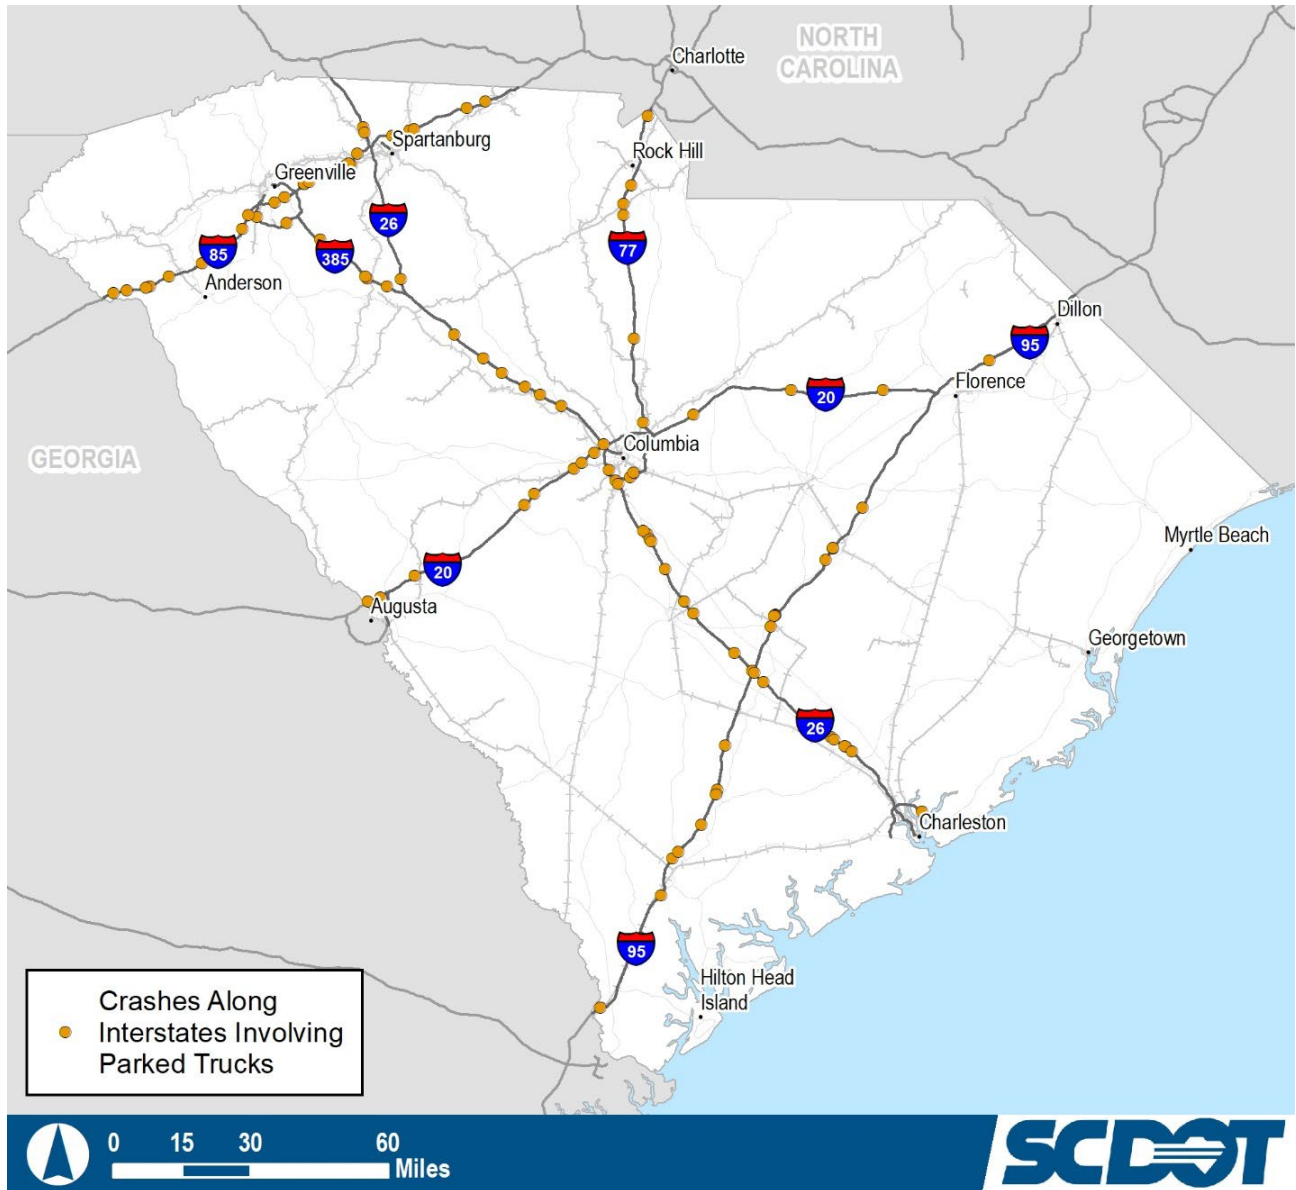 NORTH
CAROLINA
Charlotte
Spartanburg
Rock Hill
Greenville
26
85
385
77
Anderson
Dillon
95
Florence
20
Columbia
GEORGIA
Myrtle Beach
20
Augusta
Georgetown
26
Charleston
95
Hilton Head
Island
Crashes Along
Interstates Involving
Parked Trucks
0 15 30 60
Miles
SCDOT